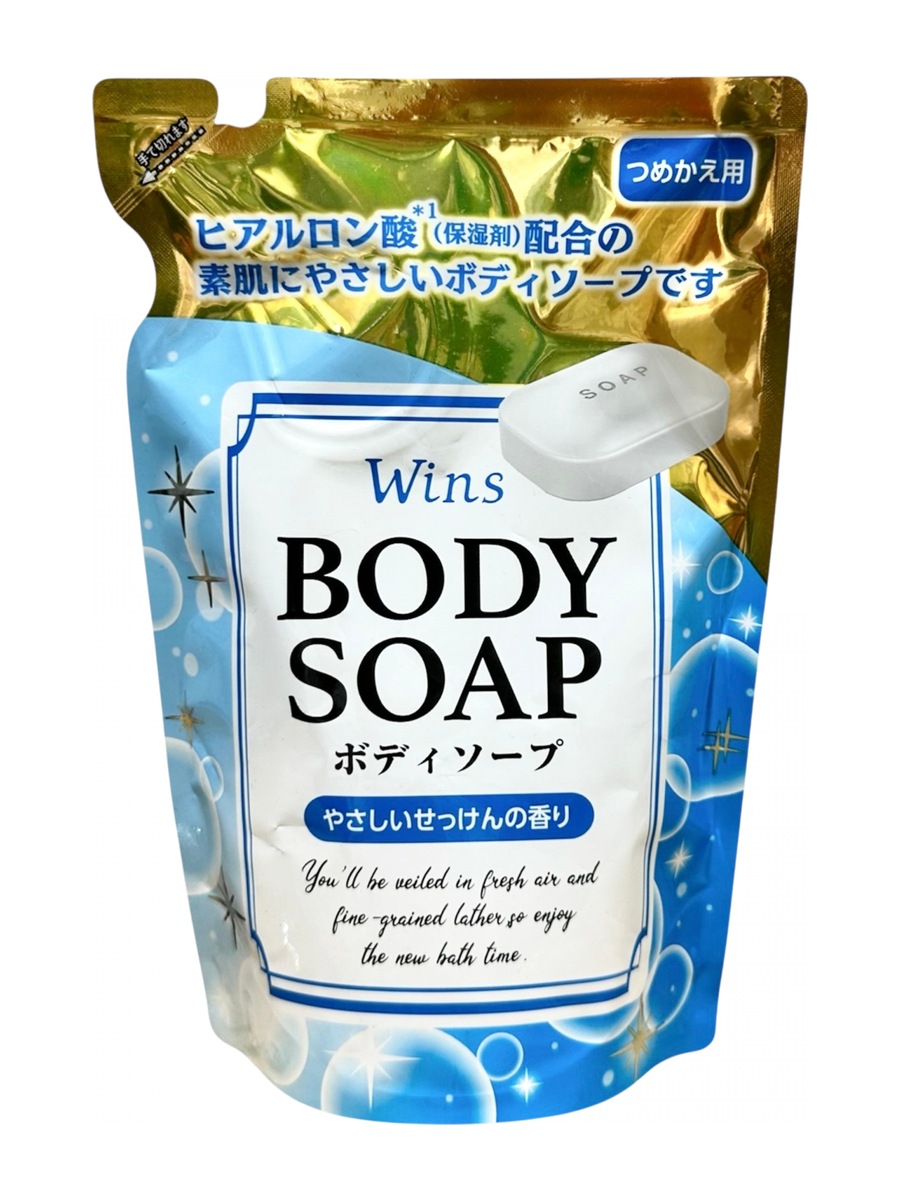 手で切れます
つめかえ用
ヒアルロン酸*1(保湿剤)配合の
素肌にやさしいボディソープです
SOAP
Wins
BODY
SOAP
ボディソープ
やさしいせっけんの香り
You'll be veiled in fresh air and
fine-grained lather,so enjoy
the new bath time.